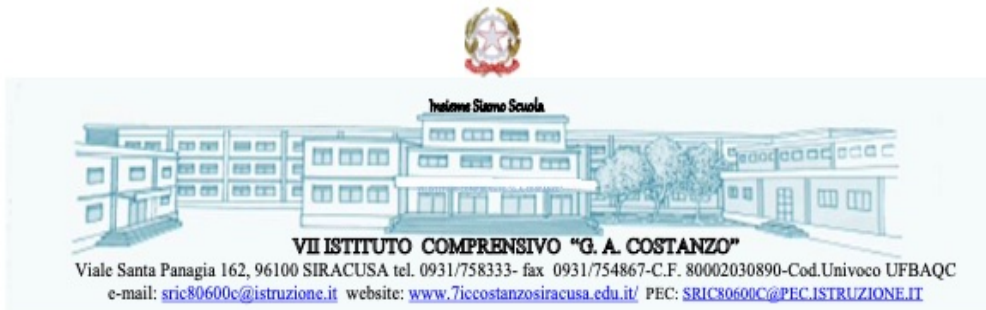 Insieme Siamo Scuola
VII ISTITUTO COMPRENSIVO “G. A. COSTANZO”
Viale Santa Panagia 162, 96100 SIRACUSA tel. 0931/758333- fax 0931/754867-C.F. 80002030890-Cod.Univoco UFBAQC
e-mail: sric80600c@istruzione.it website: www.7iccostanzosiracusa.edu.it/ PEC: SRIC80600C@PEC.ISTRUZIONE.IT